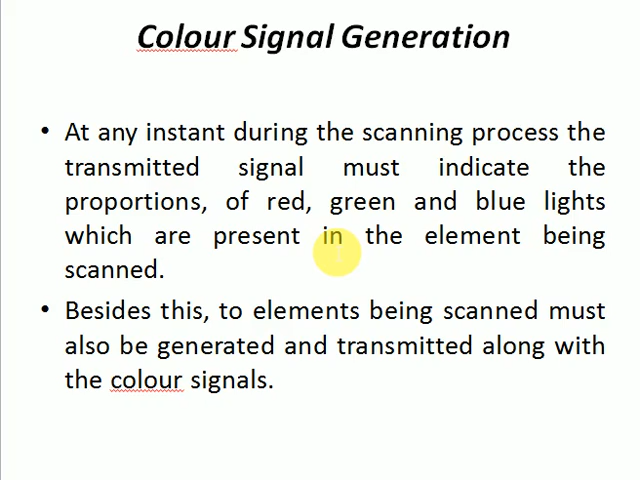 Colour Signal Generation
• At any instant during the scanning process the
transmitted signal must indicate the
proportions, of red, green and blue lights
which are present in the element being
scanned.
• Besides this, to elements being scanned must
also be generated and transmitted along with
the colour signals.